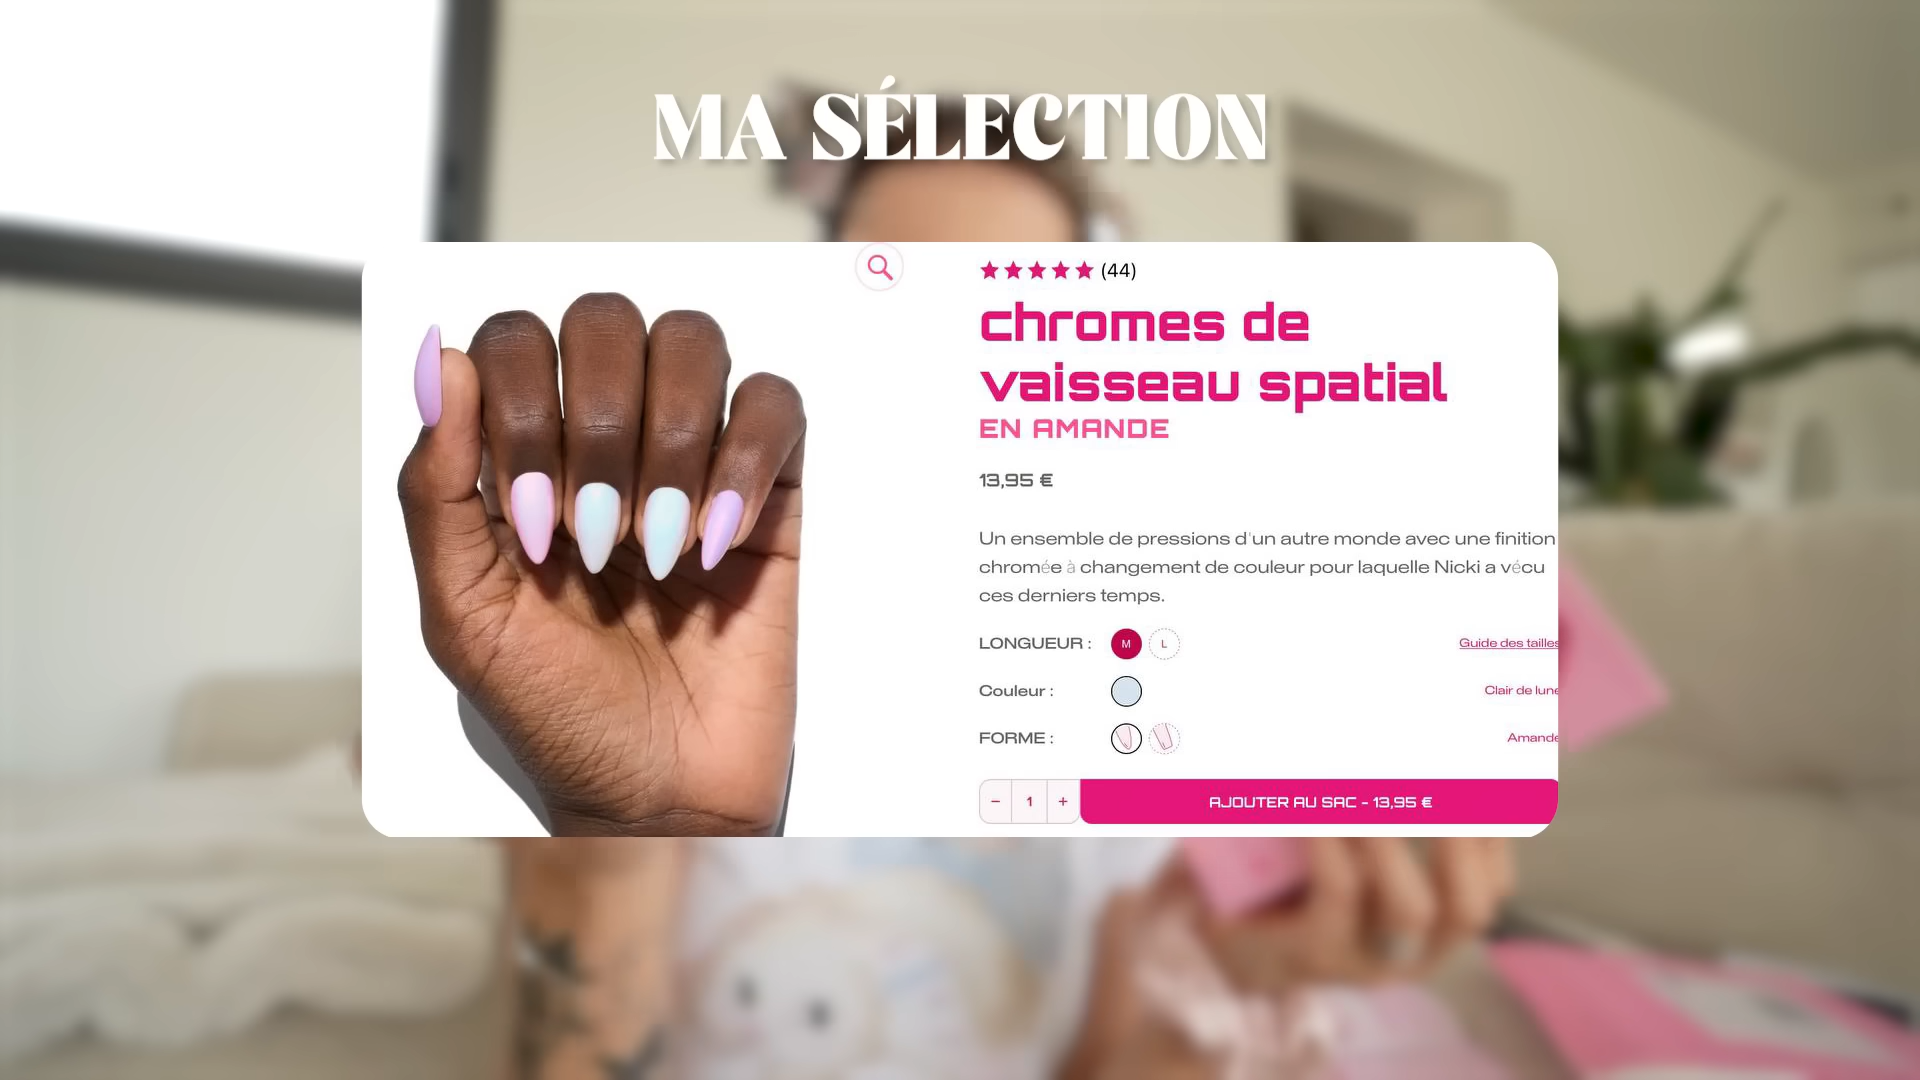 MA SÉLECTION
★★★★★ (44)
chromes de
vaisseau spatial
EN AMANDE
13,95 €
Un ensemble de pressions d'un autre monde avec une finition
chromée à changement de couleur pour laquelle Nicki a vécu
ces derniers temps.
LONGUEUR : M L Guide des tailles
Couleur : Clair de lune
FORME : Amande
− 1 + AJOUTER AU SAC - 13,95 €